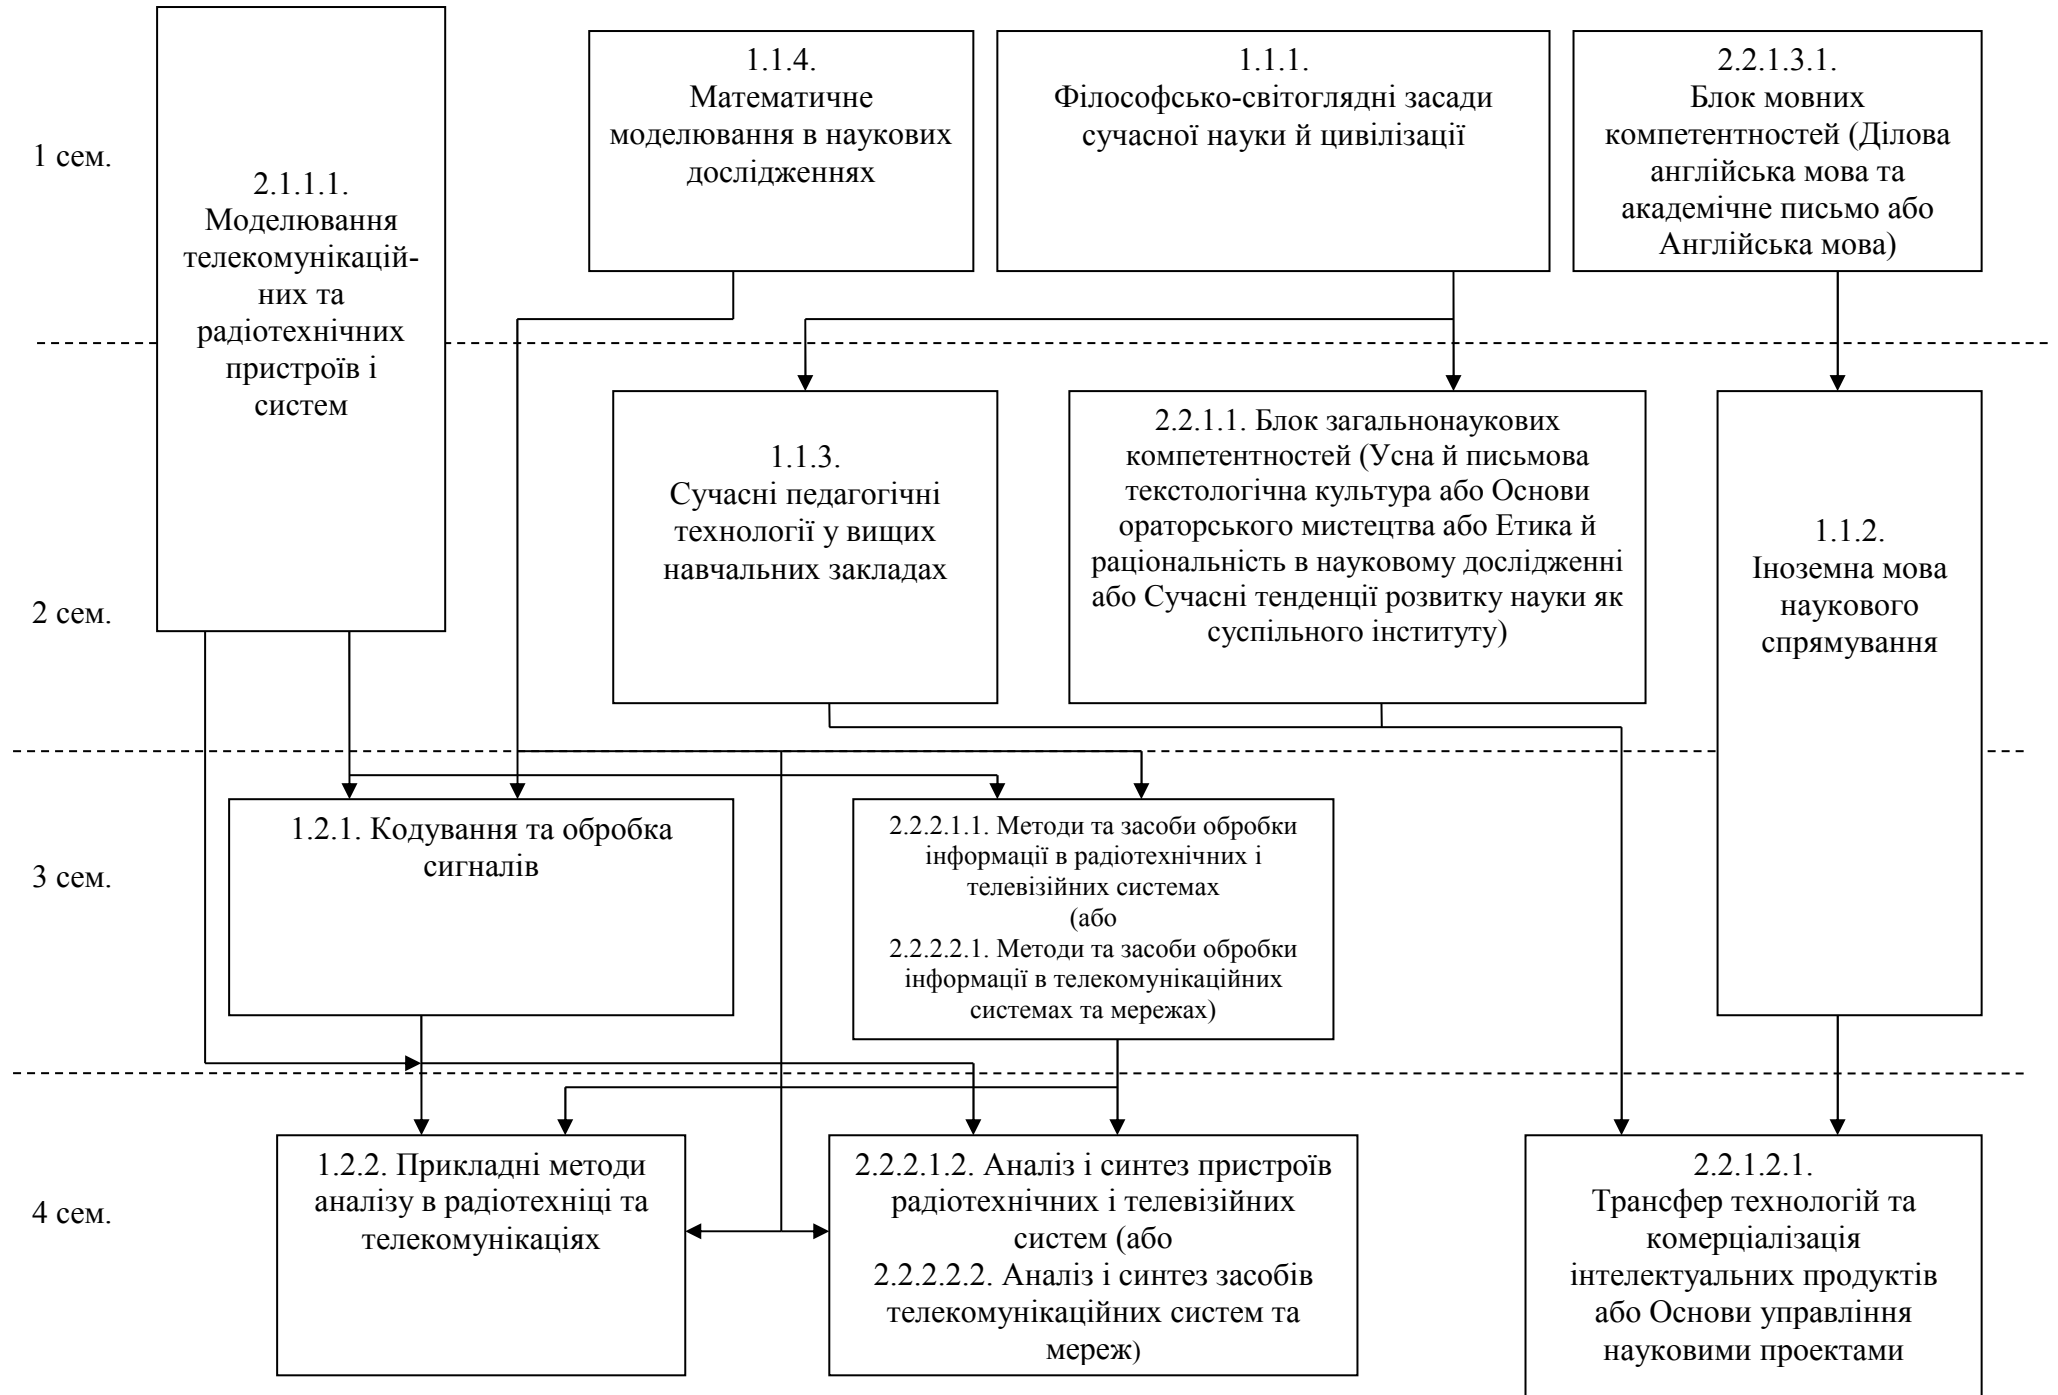 1 сем.
2.1.1.1.
Моделювання
телекомунікацій-
них та
радіотехнічних
пристроїв і
систем
1.1.4.
Математичне
моделювання в наукових
дослідженнях
1.1.1.
Філософсько-світоглядні засади
сучасної науки й цивілізації
2.2.1.3.1.
Блок мовних
компетентностей (Ділова
англійська мова та
академічне письмо або
Англійська мова)
2 сем.
1.1.3.
Сучасні педагогічні
технології у вищих
навчальних закладах
2.2.1.1. Блок загальнонаукових
компетентностей (Усна й письмова
текстологічна культура або Основи
ораторського мистецтва або Етика й
раціональність в науковому дослідженні
або Сучасні тенденції розвитку науки як
суспільного інституту)
1.1.2.
Іноземна мова
наукового
спрямування
3 сем.
1.2.1. Кодування та обробка
сигналів
2.2.2.1.1. Методи та засоби обробки
інформації в радіотехнічних і
телевізійних системах
(або
2.2.2.2.1. Методи та засоби обробки
інформації в телекомунікаційних
системах та мережах)
4 сем.
1.2.2. Прикладні методи
аналізу в радіотехніці та
телекомунікаціях
2.2.2.1.2. Аналіз і синтез пристроїв
радіотехнічних і телевізійних
систем (або
2.2.2.2.2. Аналіз і синтез засобів
телекомунікаційних систем та
мереж)
2.2.1.2.1.
Трансфер технологій та
комерціалізація
інтелектуальних продуктів
або Основи управління
науковими проектами